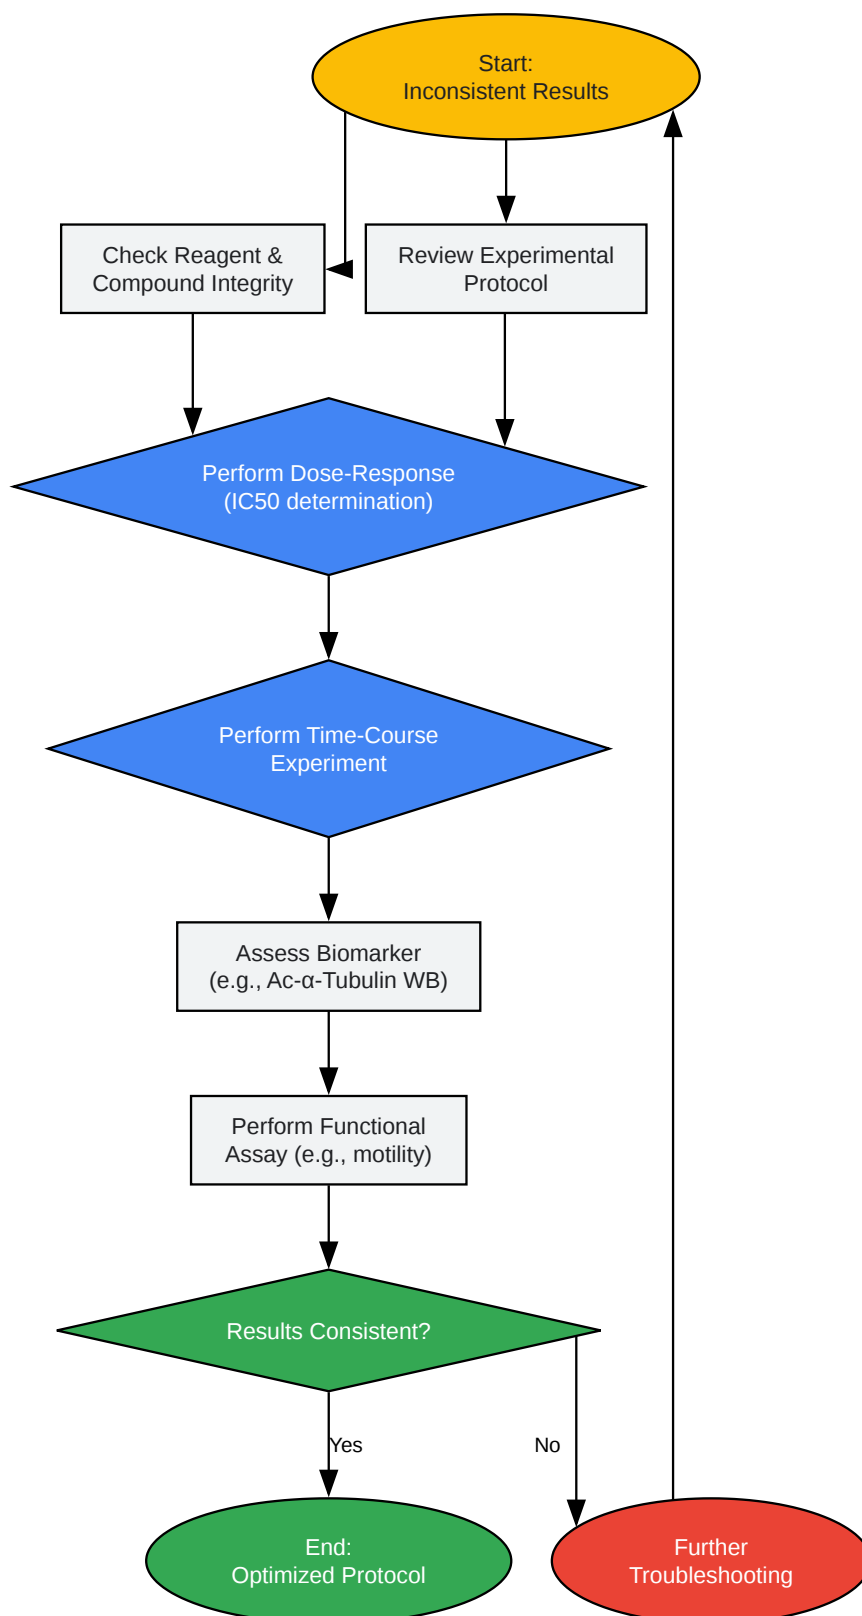 Start:
Inconsistent Results
Check Reagent &
Compound Integrity
Review Experimental
Protocol
Perform Dose-Response
(IC50 determination)
Perform Time-Course
Experiment
Assess Biomarker
(e.g., Ac-α-Tubulin WB)
Perform Functional
Assay (e.g., motility)
Results Consistent?
Yes
No
End:
Optimized Protocol
Further
Troubleshooting